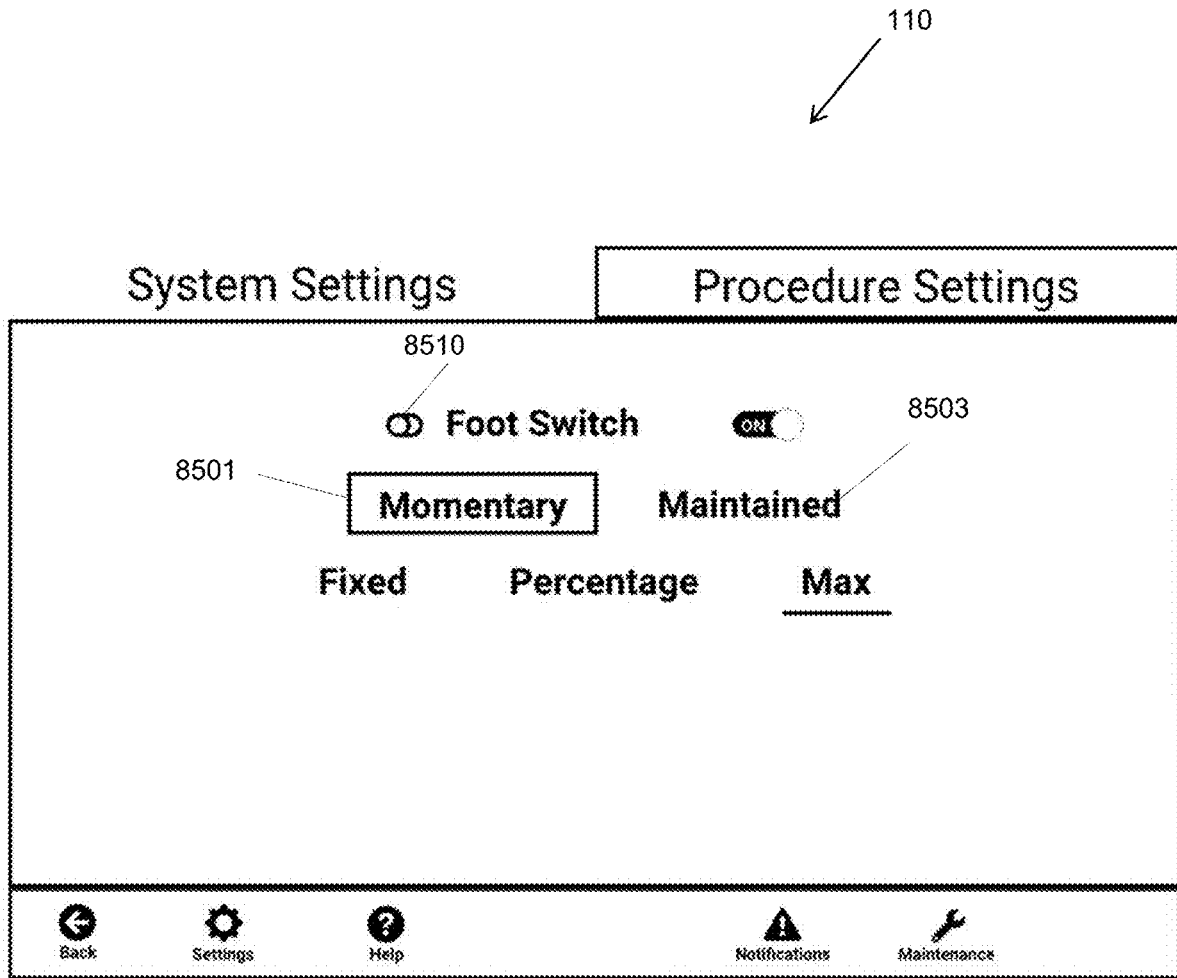 110
System Settings Procedure Settings
8510
Foot Switch ON
8503
8501
Momentary Maintained
Fixed Percentage Max
Back Settings Help Notifications Maintenance